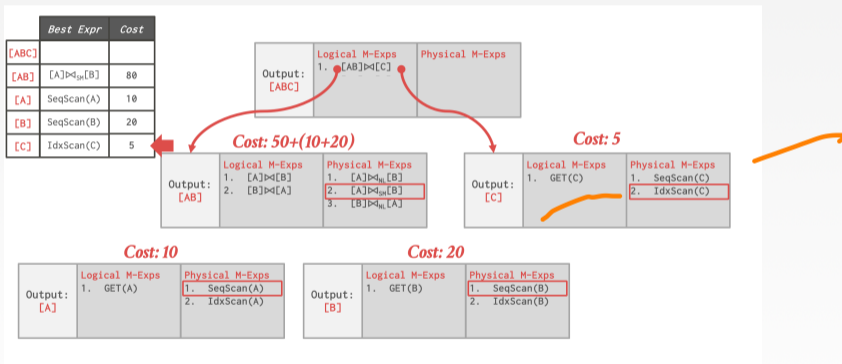 Best Expr Cost
[ABC]
[AB] [A]⋈SM[B] 80
[A] SeqScan(A) 10
[B] SeqScan(B) 20
[C] IdxScan(C) 5
Output:
[ABC]
Logical M-Exps
1. [AB]⋈[C]
Physical M-Exps
Cost: 50+(10+20)
Output:
[AB]
Logical M-Exps
1. [A]⋈[B]
2. [B]⋈[A]
Physical M-Exps
1. [A]⋈NL[B]
2. [A]⋈SM[B]
3. [B]⋈NL[A]
Cost: 5
Output:
[C]
Logical M-Exps
1. GET(C)
Physical M-Exps
1. SeqScan(C)
2. IdxScan(C)
Cost: 10
Output:
[A]
Logical M-Exps
1. GET(A)
Physical M-Exps
1. SeqScan(A)
2. IdxScan(A)
Cost: 20
Output:
[B]
Logical M-Exps
1. GET(B)
Physical M-Exps
1. SeqScan(B)
2. IdxScan(B)